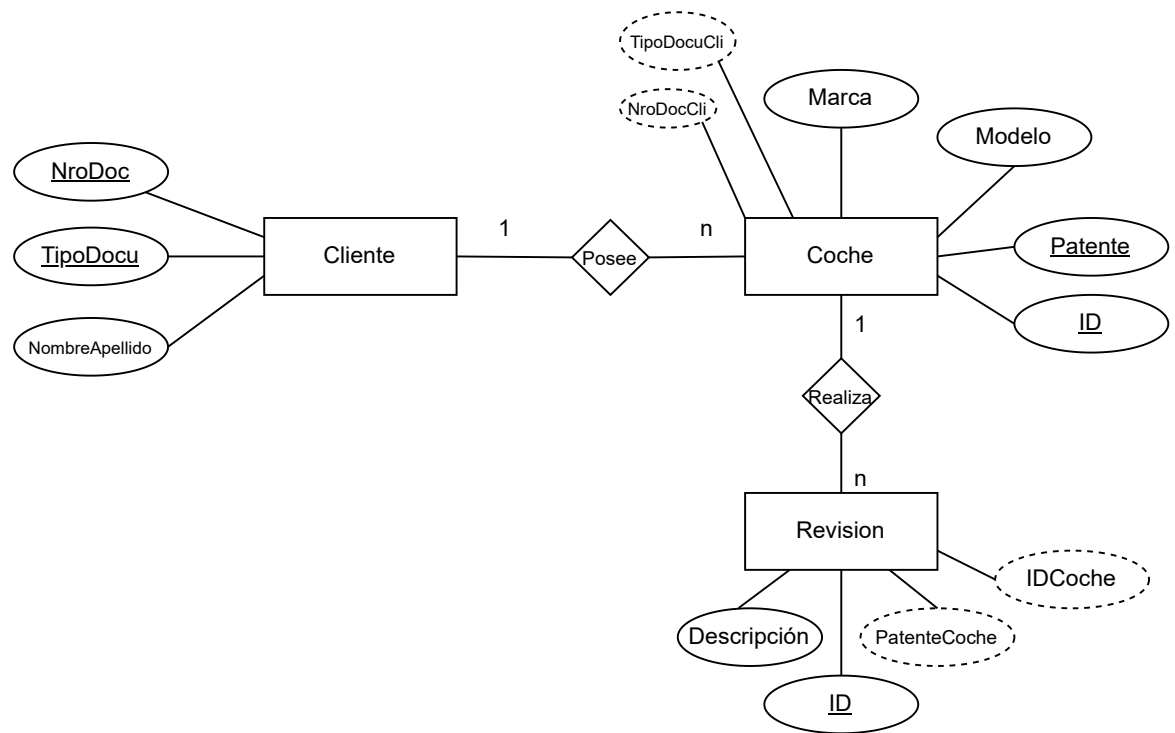 TipoDocuCli
NroDocCli
Marca
Modelo
NroDoc
TipoDocu
NombreApellido
Cliente
1
Posee
n
Coche
Patente
ID
1
Realiza
n
Revision
IDCoche
Descripción
PatenteCoche
ID